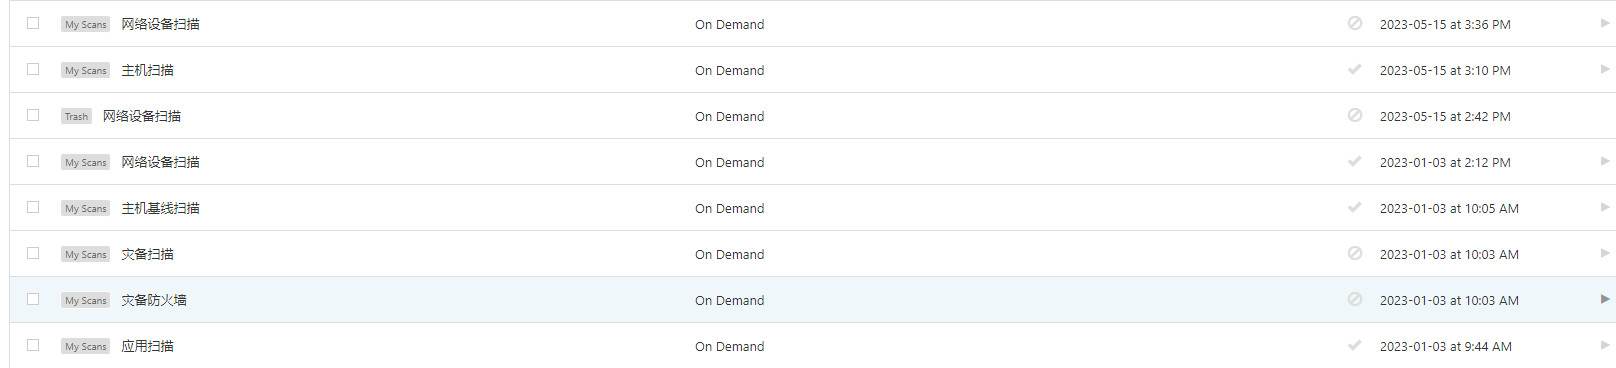 My Scans 网络设备扫描 On Demand 2023-05-15 at 3:36 PM
My Scans 主机扫描 On Demand 2023-05-15 at 3:10 PM
Trash 网络设备扫描 On Demand 2023-05-15 at 2:42 PM
My Scans 网络设备扫描 On Demand 2023-01-03 at 2:12 PM
My Scans 主机基线扫描 On Demand 2023-01-03 at 10:05 AM
My Scans 灾备扫描 On Demand 2023-01-03 at 10:03 AM
My Scans 灾备防火墙 On Demand 2023-01-03 at 10:03 AM
My Scans 应用扫描 On Demand 2023-01-03 at 9:44 AM